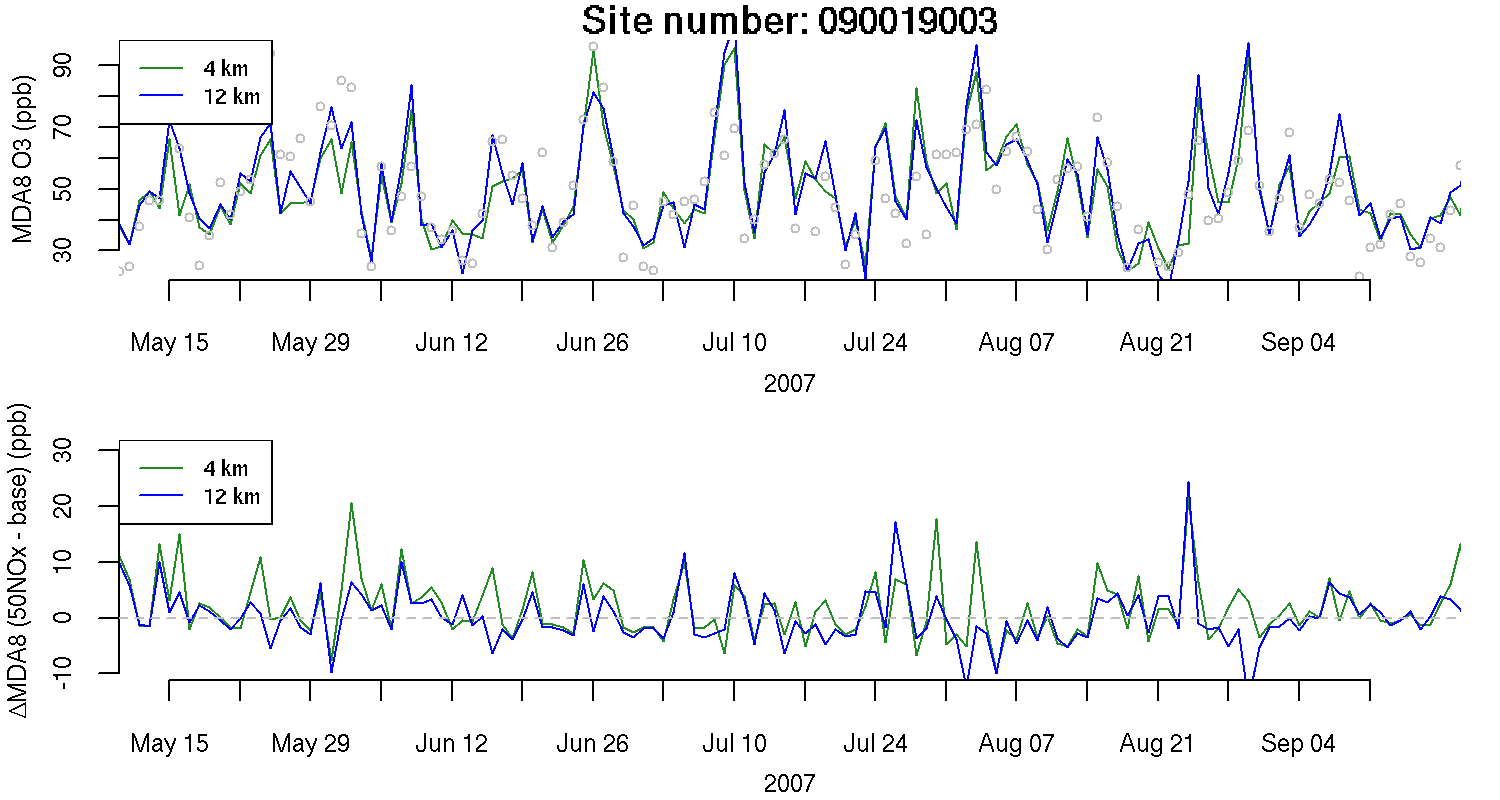 Site number: 090019003
MDA8 O3 (ppb)
90
70
50
30
4 km
12 km
May 15 May 29 Jun 12 Jun 26 Jul 10 Jul 24 Aug 07 Aug 21 Sep 04
2007
ΔMDA8 (50NOx - base) (ppb)
30
20
10
0
-10
4 km
12 km
May 15 May 29 Jun 12 Jun 26 Jul 10 Jul 24 Aug 07 Aug 21 Sep 04
2007